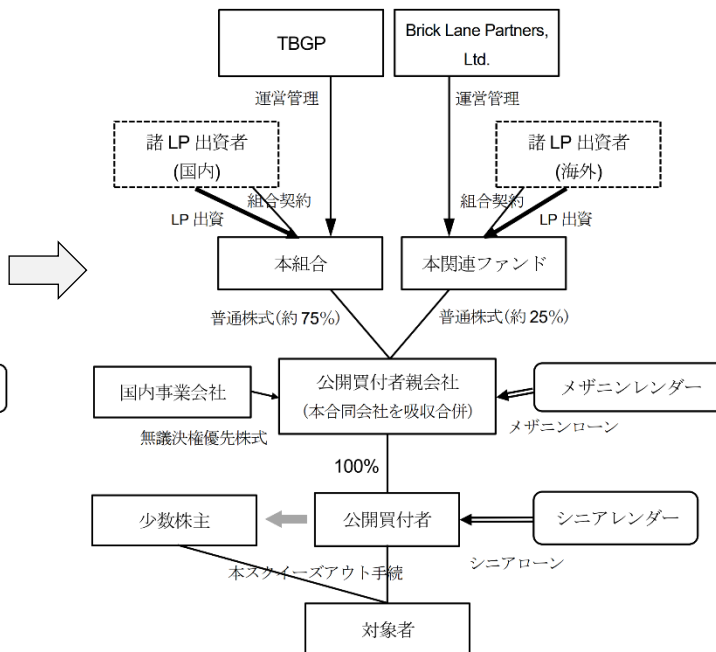 TBGP
Brick Lane Partners,
Ltd.
運営管理
運営管理
諸 LP 出資者
(国内)
諸 LP 出資者
(海外)
組合契約
組合契約
LP 出資
LP 出資
本組合
本関連ファンド
普通株式(約 75%)
普通株式(約 25%)
国内事業会社
公開買付者親会社
(本合同会社を吸収合併)
メザニンレンダー
無議決権優先株式
メザニンローン
100%
少数株主
公開買付者
シニアレンダー
シニアローン
本スクイーズアウト手続
対象者